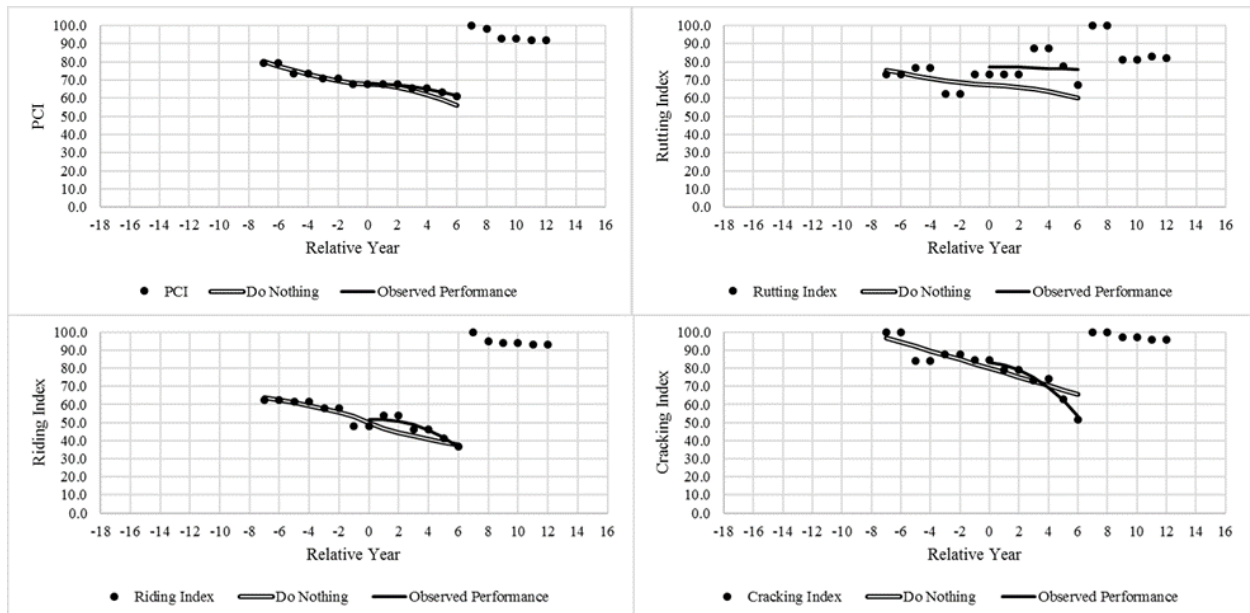 PCI
100.0
90.0
80.0
70.0
60.0
50.0
40.0
30.0
20.0
10.0
0.0
-18 -16 -14 -12 -10 -8 -6 -4 -2 0 2 4 6 8 10 12 14 16
Relative Year
PCI Do Nothing Observed Performance
Rutting Index
100.0
90.0
80.0
70.0
60.0
50.0
40.0
30.0
20.0
10.0
0.0
-18 -16 -14 -12 -10 -8 -6 -4 -2 0 2 4 6 8 10 12 14 16
Relative Year
Rutting Index Do Nothing Observed Performance
Riding Index
100.0
90.0
80.0
70.0
60.0
50.0
40.0
30.0
20.0
10.0
0.0
-18 -16 -14 -12 -10 -8 -6 -4 -2 0 2 4 6 8 10 12 14 16
Relative Year
Riding Index Do Nothing Observed Performance
Cracking Index
100.0
90.0
80.0
70.0
60.0
50.0
40.0
30.0
20.0
10.0
0.0
-18 -16 -14 -12 -10 -8 -6 -4 -2 0 2 4 6 8 10 12 14 16
Relative Year
Cracking Index Do Nothing Observed Performance